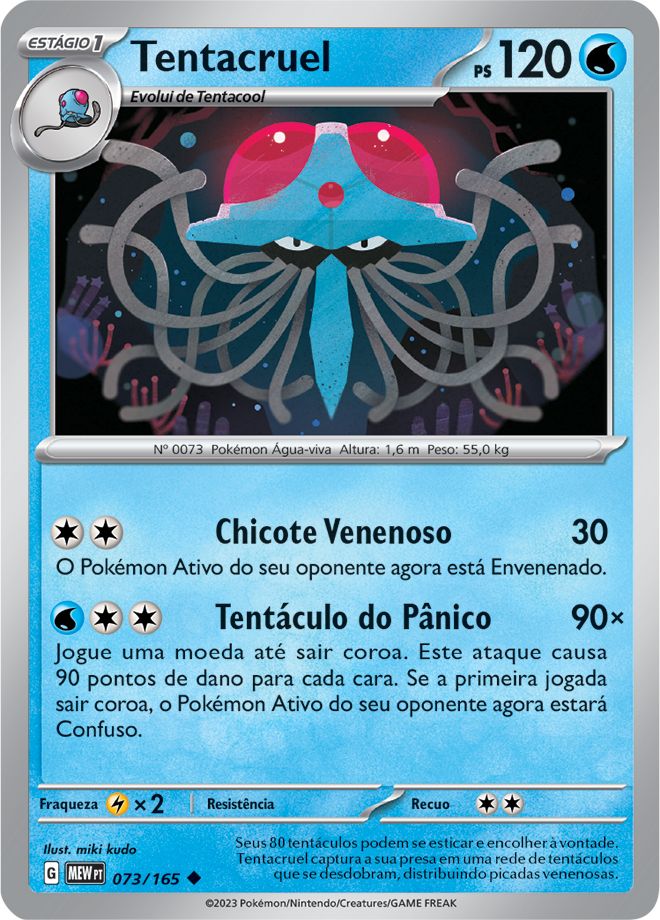 ESTÁGIO 1
Tentacruel
PS 120
Evolui de Tentacool
Nº 0073 Pokémon Água-viva Altura: 1,6 m Peso: 55,0 kg
Chicote Venenoso 30
O Pokémon Ativo do seu oponente agora está Envenenado.
Tentáculo do Pânico 90×
Jogue uma moeda até sair coroa. Este ataque causa
90 pontos de dano para cada cara. Se a primeira jogada
sair coroa, o Pokémon Ativo do seu oponente agora estará
Confuso.
Fraqueza × 2 Resistência Recuo
Ilust. miki kudo
G MEW PT 073/165
Seus 80 tentáculos podem se esticar e encolher à vontade.
Tentacruel captura a sua presa em uma rede de tentáculos
que se desdobram, distribuindo picadas venenosas.
©2023 Pokémon/Nintendo/Creatures/GAME FREAK